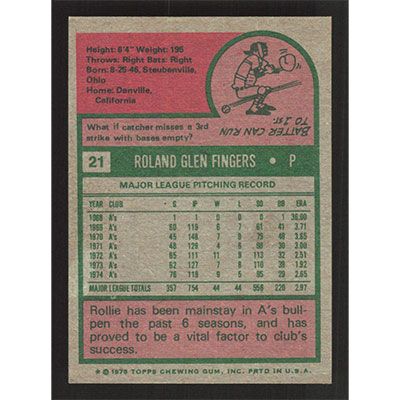 Height: 6'4" Weight: 195
Throws: Right Bats: Right
Born: 8-25-46, Steubenville,
Ohio
Home: Danville,
California
BATTER CAN RUN
TO 1ST.
What if catcher misses a 3rd
strike with bases empty?
21 ROLAND GLEN FINGERS • P
MAJOR LEAGUE PITCHING RECORD
YEAR CLUB G IP W L SO BB ERA
1968 A's 1 1 0 0 0 1 36.00
1969 A's 60 119 6 7 61 41 3.71
1970 A's 45 148 7 9 79 48 3.65
1971 A's 48 129 4 6 98 30 3.00
1972 A's 65 111 11 9 113 32 2.51
1973 A's 62 127 7 8 110 39 1.91
1974 A's 76 119 9 5 95 29 2.65
MAJOR LEAGUE TOTALS 357 754 44 44 556 220 2.97
Rollie has been mainstay in A's bull-
pen the past 6 seasons, and has
proved to be a vital factor to club's
success.
* © 1975 TOPPS CHEWING GUM, INC. PRTD IN U.S.A.